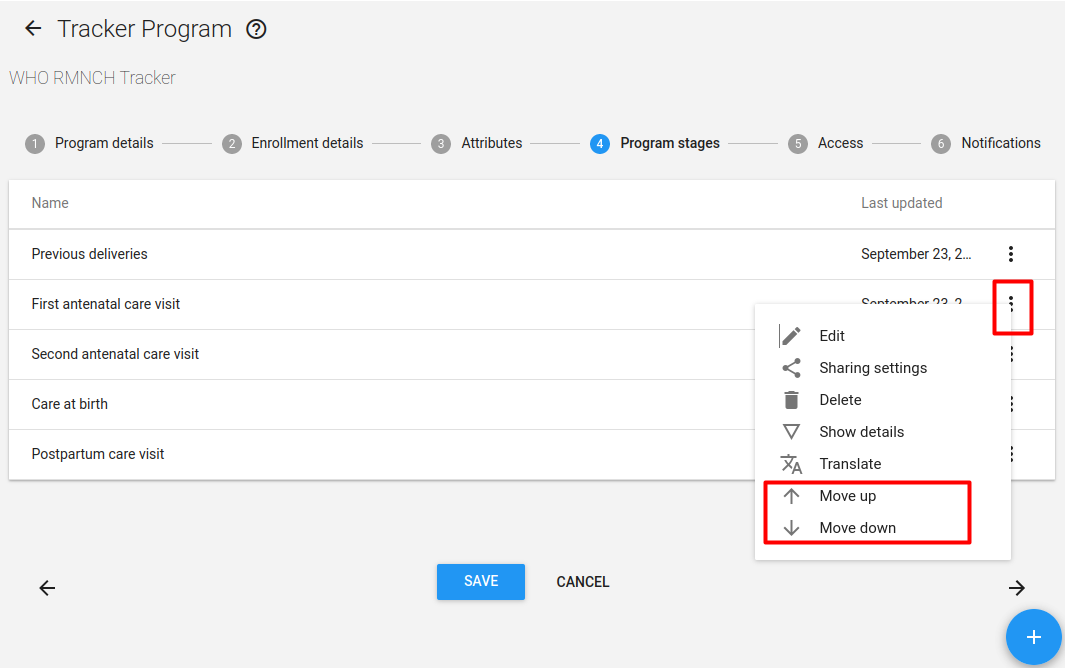 Tracker Program
WHO RMNCH Tracker
1 Program details 2 Enrollment details 3 Attributes 4 Program stages 5 Access 6 Notifications
Name Last updated
Previous deliveries September 23, 2...
First antenatal care visit September 23, 2
Second antenatal care visit
Care at birth
Postpartum care visit
Edit
Sharing settings
Delete
Show details
Translate
Move up
Move down
SAVE CANCEL